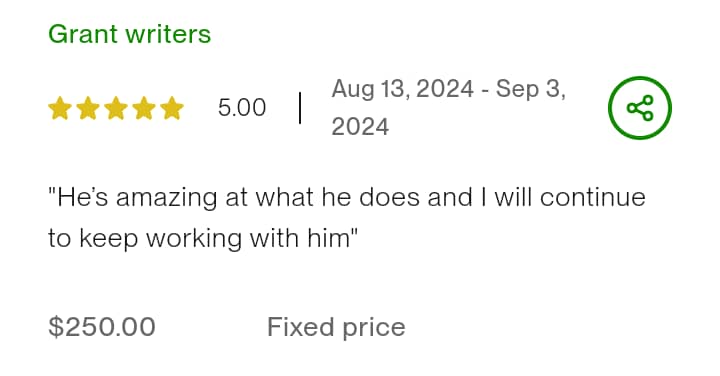 Grant writers
5.00
Aug 13, 2024 - Sep 3,
2024
"He’s amazing at what he does and I will continue
to keep working with him"
$250.00 Fixed price